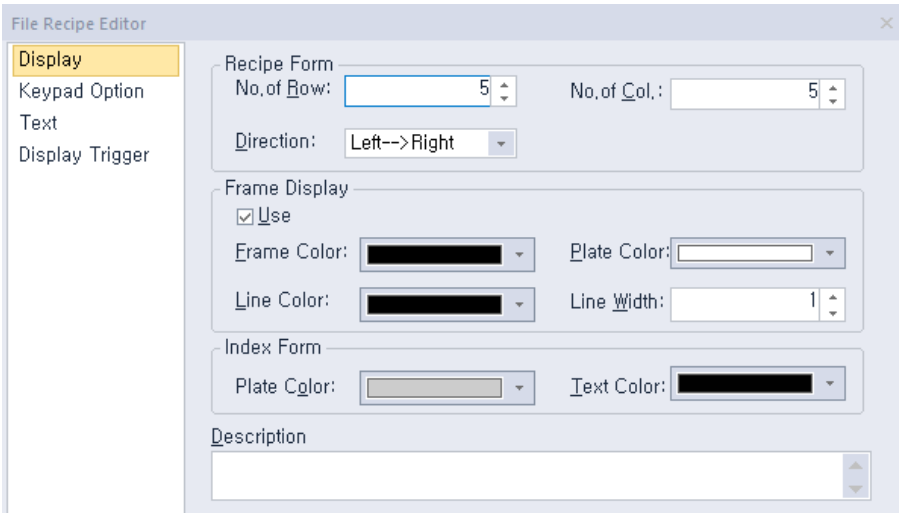 File Recipe Editor
Display
Keypad Option
Text
Display Trigger
Recipe Form
No,of Row: 5 No,of Col,: 5
Direction: Left-->Right
Frame Display
Use
Frame Color: Plate Color:
Line Color: Line Width: 1
Index Form
Plate Color: Text Color:
Description